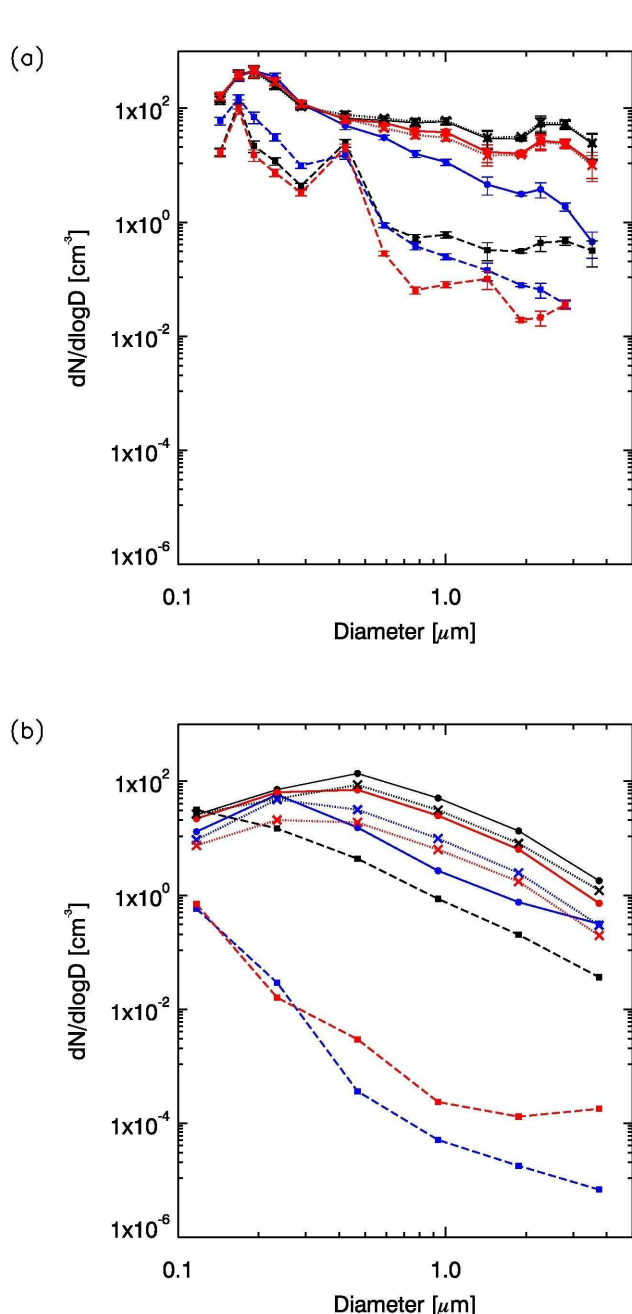 (a)
1x10²
1x10⁰
1x10⁻²
1x10⁻⁴
1x10⁻⁶
dN/dlogD [cm⁻³]
0.1 1.0
Diameter [μm]
(b)
1x10²
1x10⁰
1x10⁻²
1x10⁻⁴
1x10⁻⁶
dN/dlogD [cm⁻³]
0.1 1.0
Diameter [μm]